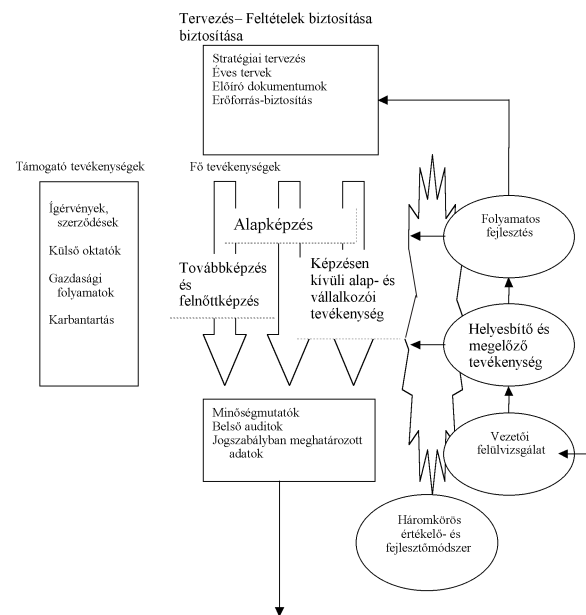 Tervezés– Feltételek biztosítása
biztosítása
Stratégiai tervezés
Éves tervek
Előíró dokumentumok
Erőforrás-biztosítás
Támogató tevékenységek
Fő tevékenységek
Ígérvények,
szerződések
Külső oktatók
Gazdasági
folyamatok
Karbantartás
Alapképzés
Továbbképzés
és
felnőttképzés
Képzésen
kívüli alap- és
vállalkozói
tevékenység
Folyamatos
fejlesztés
Helyesbítő és
megelőző
tevékenység
Minőségmutatók
Belső auditok
Jogszabályban meghatározott
adatok
Vezetői
felülvizsgálat
Háromkörös
értékelő- és
fejlesztőmódszer